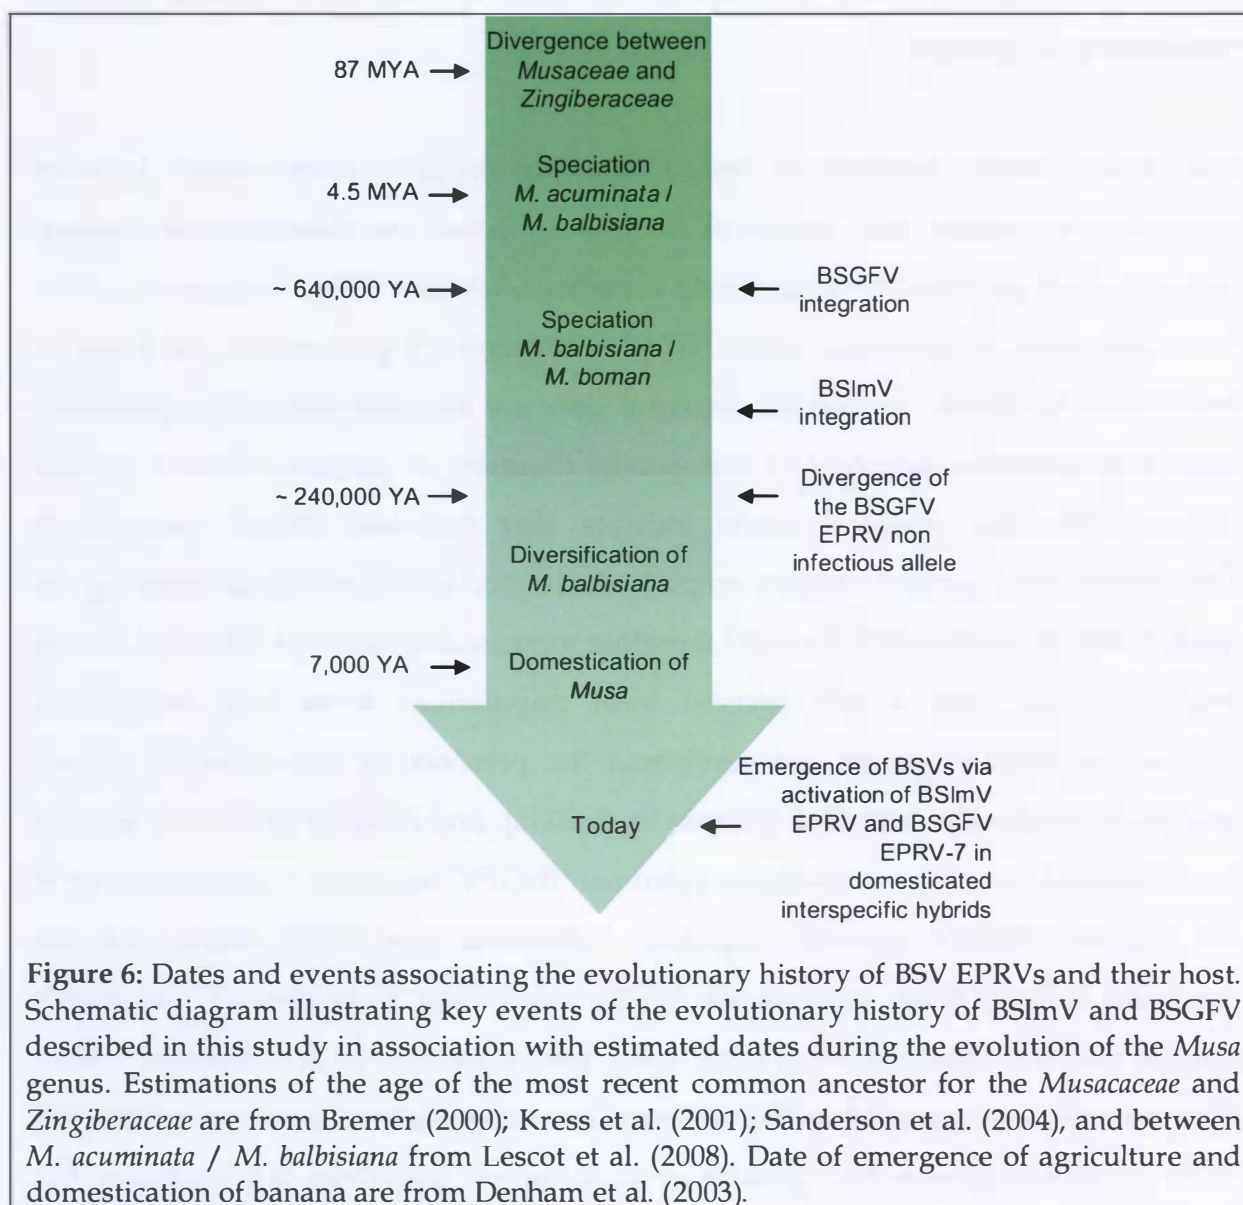 Divergence between
87 MYA
Musaceae and
Zingiberaceae
Speciation
4.5 MYA
M. acuminata /
M. balbisiana
~ 640,000 YA
BSGFV
integration
Speciation
M. balbisiana /
M. boman
BSImV
integration
~ 240,000 YA
Divergence of
the BSGFV
EPRV non
infectious allele
Diversification of
M. balbisiana
7,000 YA
Domestication of
Musa
Today
Emergence of BSVs via
activation of BSImV
EPRV and BSGFV
EPRV-7 in
domesticated
interspecific hybrids
Figure 6: Dates and events associating the evolutionary history of BSV EPRVs and their host.
Schematic diagram illustrating key events of the evolutionary history of BSImV and BSGFV
described in this study in association with estimated dates during the evolution of the Musa
genus. Estimations of the age of the most recent common ancestor for the Musacaceae and
Zingiberaceae are from Bremer (2000); Kress et al. (2001); Sanderson et al. (2004), and between
M. acuminata / M. balbisiana from Lescot et al. (2008). Date of emergence of agriculture and
domestication of banana are from Denham et al. (2003).